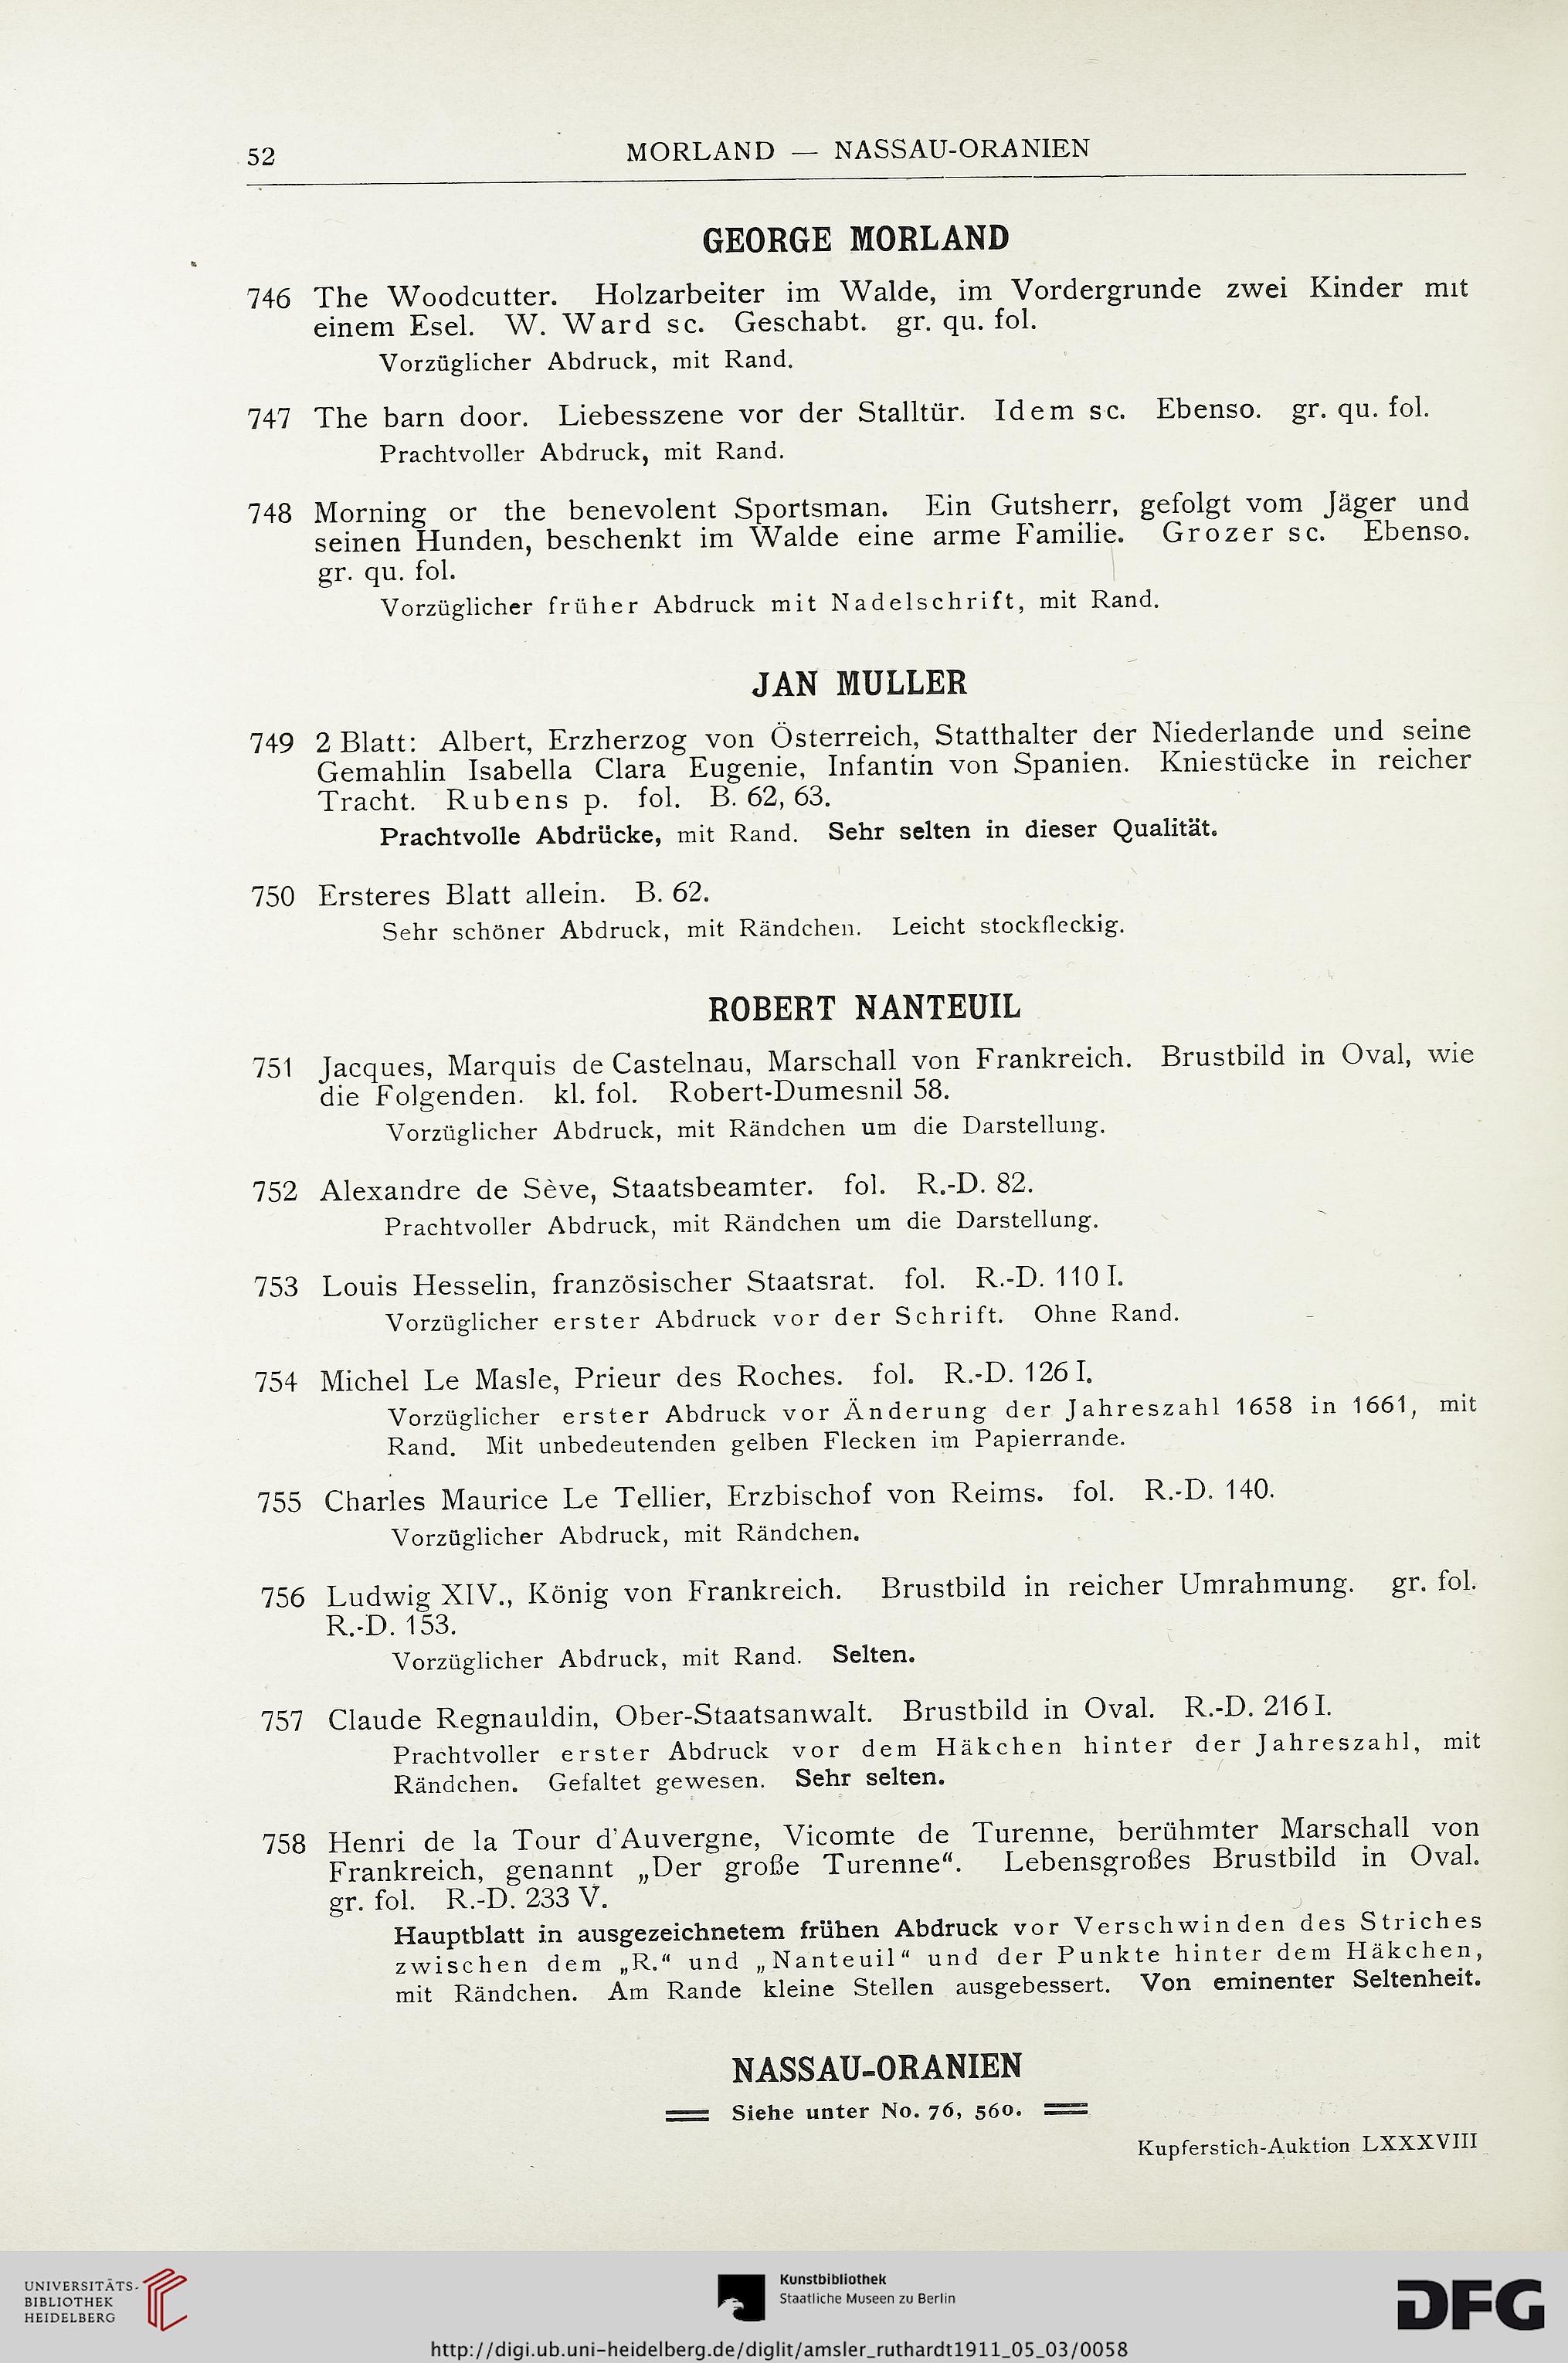 52
MORLAND — NASSAU-ORANIEN
GEORGE MORLAND
746 The Woodcutter. Holzarbeiter im Walde, im Vordergrunde zwei Kinder mit
einem Esel. W. Ward sc. Geschabt. gr. qu. fol.
Vorzüglicher Abdruck, mit Rand.
747 The barn door. Liebesszene vor der Stalltür. Idem sc. Ebenso. gr. qu. fol.
Prachtvoller Abdruck, mit Rand.
748 Morning or the benevolent Sportsman. Ein Gutsherr, gefolgt vom Jäger und
seinen Hunden, beschenkt im Walde eine arme Familie. Grozer sc. Ebenso.
gr. qu. fol.
Vorzüglicher früher Abdruck mit Nadelschrift, mit Rand.
JAN MULLER
749 2 Blatt: Albert, Erzherzog von Österreich, Statthalter der Niederlande und seine
Gemahlin Isabella Clara Eugenie, Infantin von Spanien. Kniestücke in reicher
Tracht. Rubens p. fol. B. 62, 63.
Prachtvolle Abdrücke, mit Rand. Sehr selten in dieser Qualität.
750 Ersteres Blatt allein. B. 62.
Sehr schöner Abdruck, mit Rändchen. Leicht stockfleckig.
ROBERT NANTEUIL
751 Jacques, Marquis de Castelnau, Marschall von Frankreich. Brustbild in Oval, wie
die Folgenden. kl. fol. Robert-Dumesnil 58.
Vorzüglicher Abdruck, mit Rändchen um die Darstellung.
752 Alexandre de Sève, Staatsbeamter. fol. R.-D. 82.
Prachtvoller Abdruck, mit Rändchen um die Darstellung.
753 Louis Hesselin, französischer Staatsrat. fol. R.-D. 110 I.
Vorzüglicher erster Abdruck vor der Schrift. Ohne Rand.
754 Michel Le Masle, Prieur des Roches. fol. R.-D. 126 I.
Vorzüglicher erster Abdruck vor Änderung der Jahreszahl 1658 in 1661, mit
Rand. Mit unbedeutenden gelben Flecken im Papierrande.
755 Charles Maurice Le Tellier, Erzbischof von Reims. fol. R.-D. 140.
Vorzüglicher Abdruck, mit Rändchen.
756 Ludwig XIV., König von Frankreich. Brustbild in reicher Umrahmung. gr. fol.
R.-D. 153.
Vorzüglicher Abdruck, mit Rand. Selten.
757 Claude Regnauldin, Ober-Staatsanwalt. Brustbild in Oval. R.-D. 216 I.
Prachtvoller erster Abdruck vor dem Häkchen hinter der Jahreszahl, mit
Rändchen. Gefaltet gewesen. Sehr selten.
758 Henri de la Tour d'Auvergne, Vicomte de Turenne, berühmter Marschall von
Frankreich, genannt „Der große Turenne“. Lebensgroßes Brustbild in Oval.
gr. fol. R.-D. 233 V.
Hauptblatt in ausgezeichnetem frühen Abdruck vor Verschwinden des Striches
zwischen dem „R.“ und „Nanteuil“ und der Punkte hinter dem Häkchen,
mit Rändchen. Am Rande kleine Stellen ausgebessert. Von eminenter Seltenheit.
NASSAU-ORANIEN
Siehe unter No. 76, 560.
Kupferstich-Auktion LXXXVIII
UNIVERSITÄTS-
BIBLIOTHEK
HEIDELBERG
Kunstbibliothek
Staatliche Museen zu Berlin
DFG
http://digi.ub.uni-heidelberg.de/diglit/amsler_ruthardt1911_05_03/0058